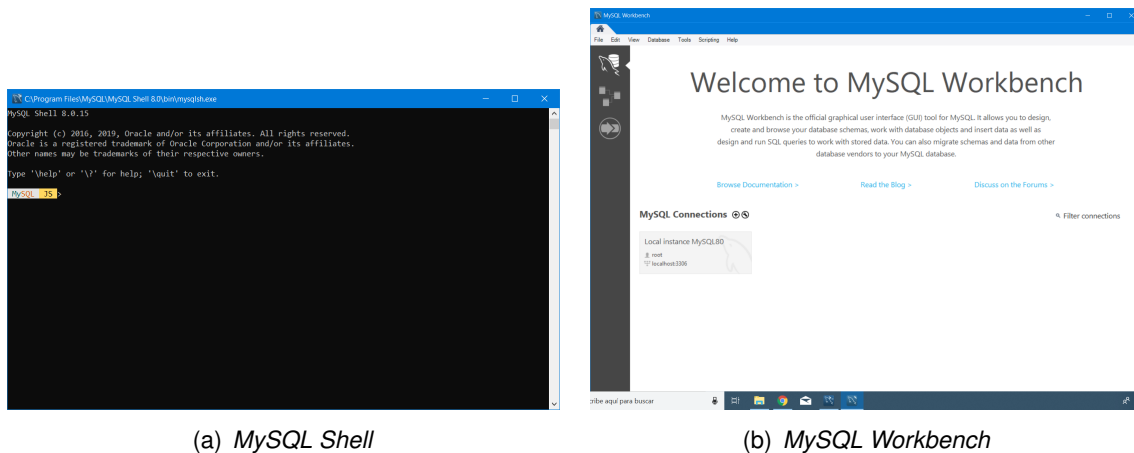 C:\Program Files\MySQL\MySQL Shell 8.0\bin\mysqlsh.exe
MySQL Shell 8.0.15
Copyright (c) 2016, 2019, Oracle and/or its affiliates. All rights reserved.
Oracle is a registered trademark of Oracle Corporation and/or its affiliates.
Other names may be trademarks of their respective owners.
Type '\help' or '\?' for help; '\quit' to exit.
MySQL JS >
(a) MySQL Shell
MySQL Workbench
File Edit View Database Tools Scripting Help
Welcome to MySQL Workbench
MySQL Workbench is the official graphical user interface (GUI) tool for MySQL. It allows you to design,
create and browse your database schemas, work with database objects and insert data as well as
design and run SQL queries to work with stored data. You can also migrate schemas and data from other
database vendors to your MySQL database.
Browse Documentation > Read the Blog > Discuss on the Forums >
MySQL Connections Filter connections
Local instance MySQL80
root
localhost:3306
cribe aquí para buscar
(b) MySQL Workbench